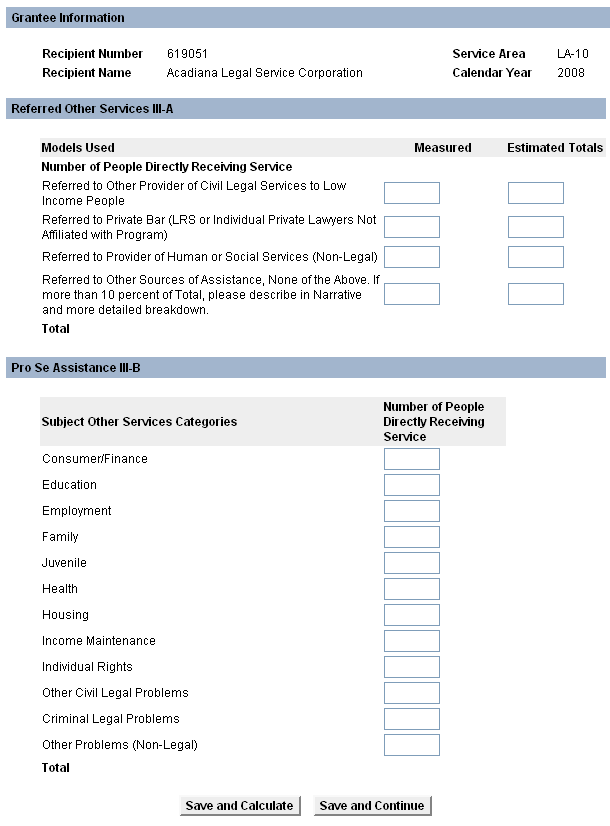 Grantee Information
Recipient Number 619051 Service Area LA-10
Recipient Name Acadiana Legal Service Corporation Calendar Year 2008
Referred Other Services III-A
Models Used Measured Estimated Totals
Number of People Directly Receiving Service
Referred to Other Provider of Civil Legal Services to Low
Income People
Referred to Private Bar (LRS or Individual Private Lawyers Not
Affiliated with Program)
Referred to Provider of Human or Social Services (Non-Legal)
Referred to Other Sources of Assistance, None of the Above. If
more than 10 percent of Total, please describe in Narrative
and more detailed breakdown.
Total
Pro Se Assistance III-B
Subject Other Services Categories
Number of People
Directly Receiving
Service
Consumer/Finance
Education
Employment
Family
Juvenile
Health
Housing
Income Maintenance
Individual Rights
Other Civil Legal Problems
Criminal Legal Problems
Other Problems (Non-Legal)
Total
Save and Calculate Save and Continue